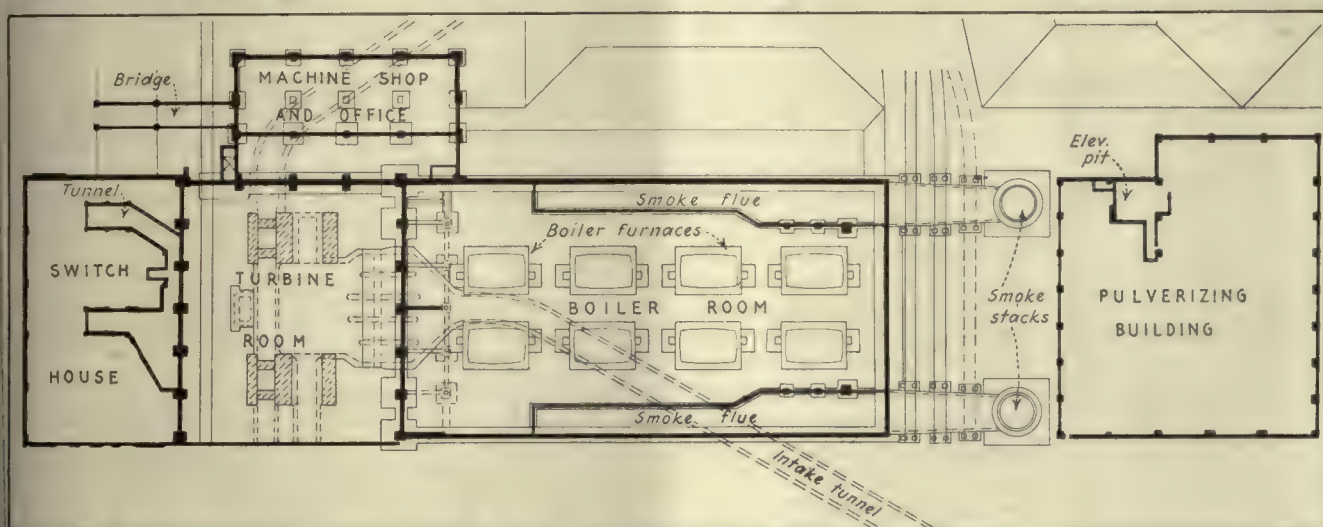 MACHINE SHOP
AND OFFICE
Bridge
Elev.
pit
Tunnel
Smoke flue
Boiler furnaces
SWITCH
HOUSE
TURBINE
ROOM
BOILER ROOM
Smoke
stacks
PULVERIZING
BUILDING
Smoke flue
Intake tunnel